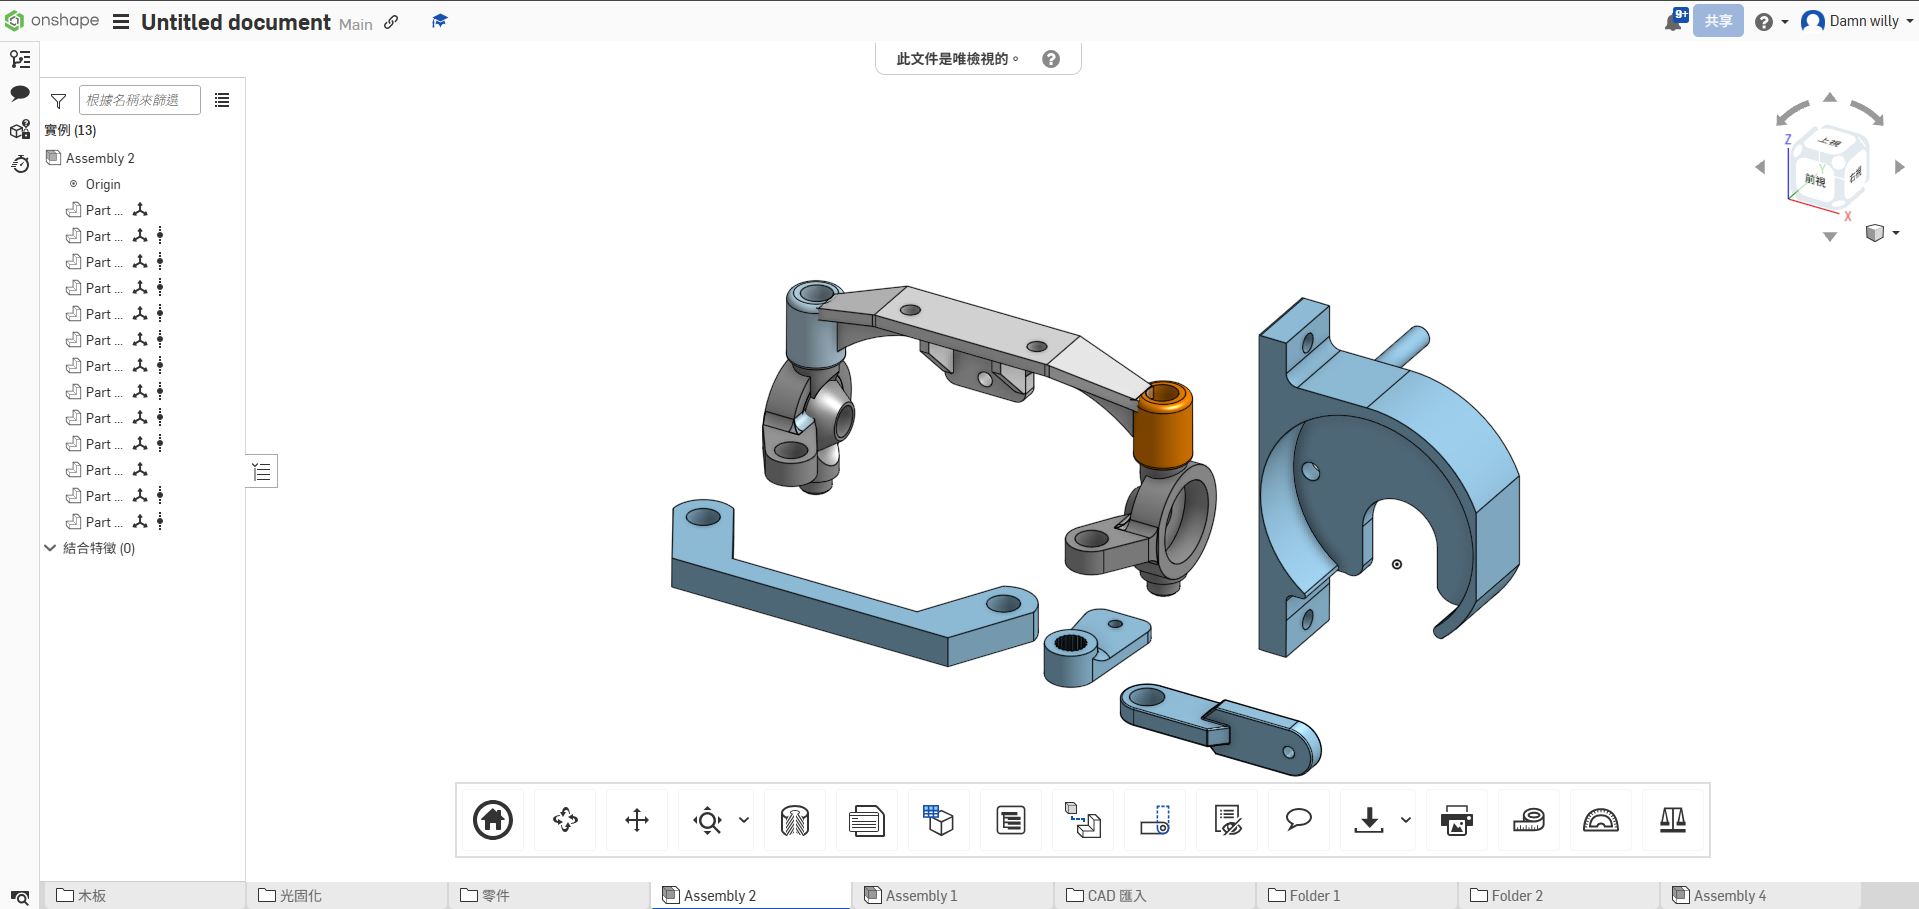 onshape
Untitled document
Main
9+
共享
Damn willy
此文件是唯檢視的。
根據名稱來篩選
實例 (13)
Assembly 2
Origin
Part ...
Part ...
Part ...
Part ...
Part ...
Part ...
Part ...
Part ...
Part ...
Part ...
Part ...
Part ...
Part ...
結合特徵 (0)
Z
上視
Y
前視
右視
X
木板
光固化
零件
Assembly 2
Assembly 1
CAD 匯入
Folder 1
Folder 2
Assembly 4